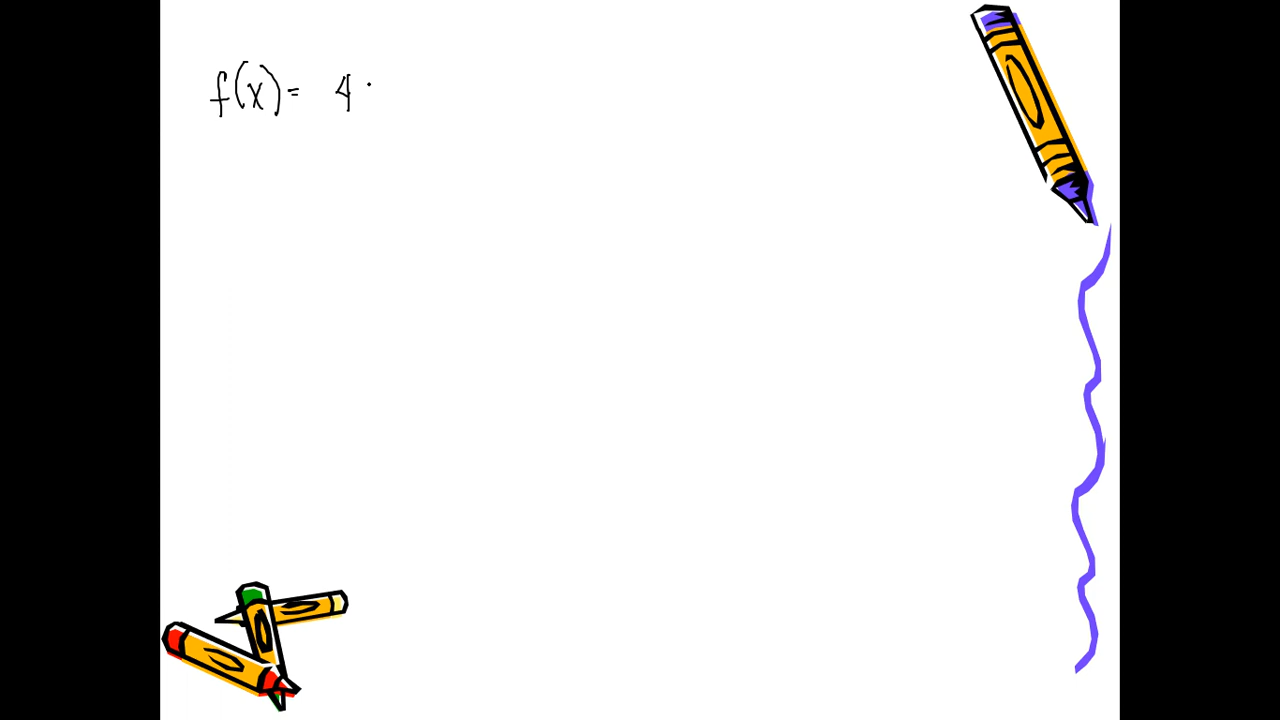 f(x) = 4 ·